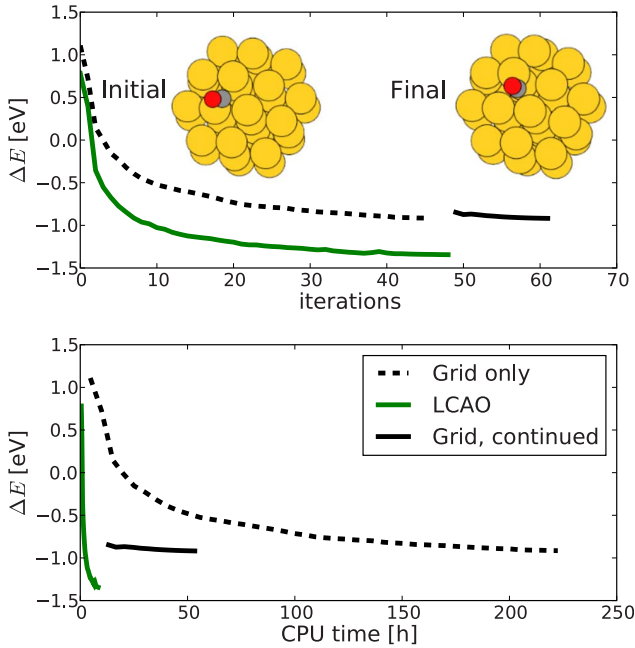 1.5
1.0
0.5
0.0
−0.5
−1.0
−1.5
ΔE [eV]
Initial
Final
0 10 20 30 40 50 60 70
iterations
1.5
1.0
0.5
0.0
−0.5
−1.0
−1.5
ΔE [eV]
Grid only
LCAO
Grid, continued
0 50 100 150 200 250
CPU time [h]